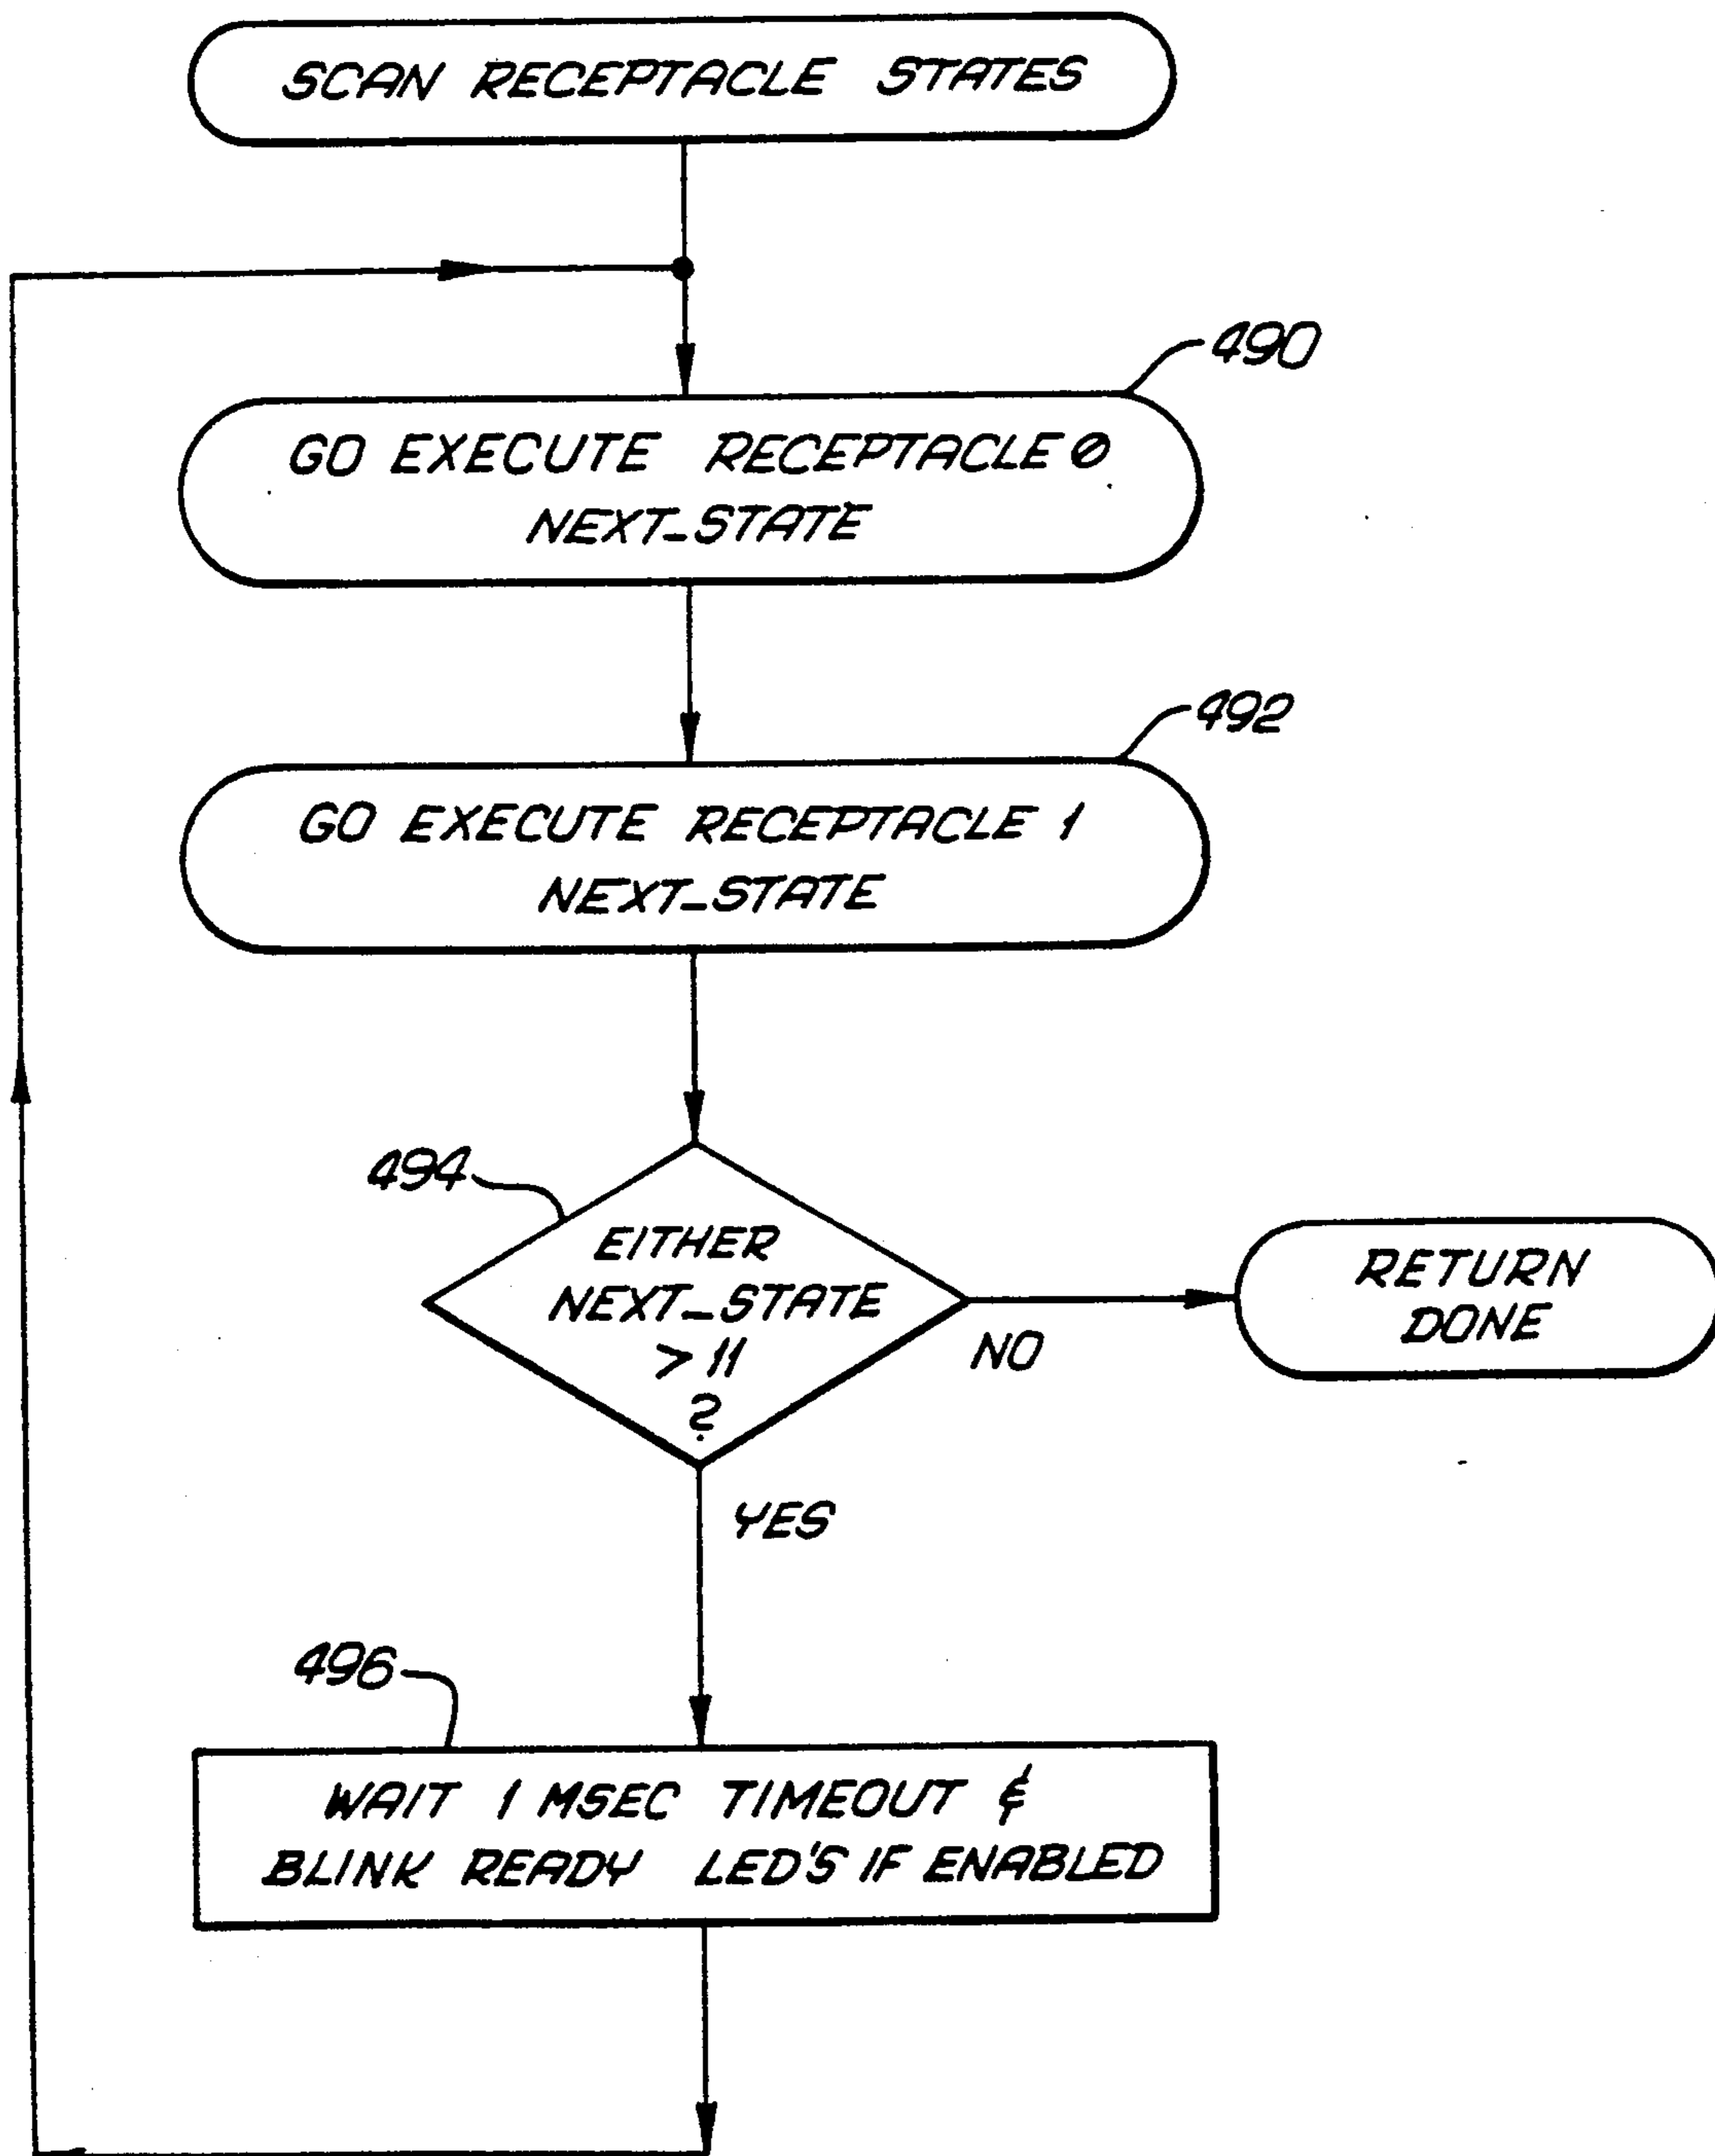 SCAN RECEPTACLE STATES
490
GO EXECUTE RECEPTACLE 0
NEXT_STATE
492
GO EXECUTE RECEPTACLE 1
NEXT_STATE
494
EITHER
NEXT_STATE
> 11
?
NO
RETURN
DONE
YES
496
WAIT 1 MSEC TIMEOUT &
BLINK READY LED'S IF ENABLED